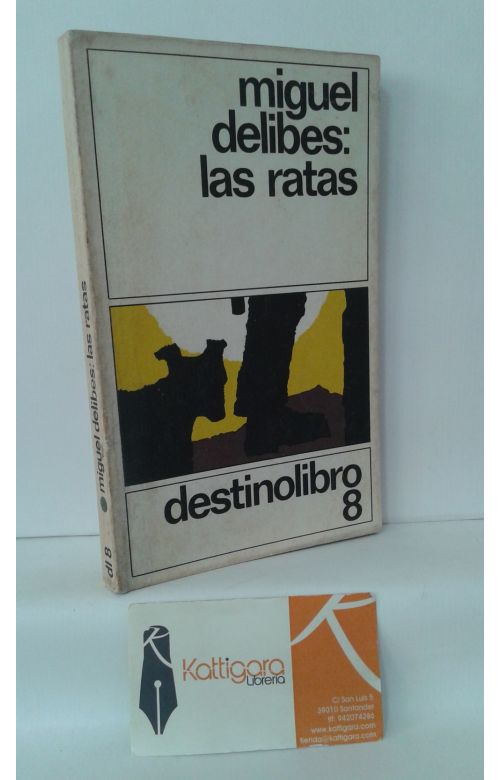 miguel
delibes:
las ratas
destinolibro
8
miguel delibes: las ratas
dl 8
Kattigara
Librería
C/ San Luis 5
39010 Santander
tlf: 942074286
www.kattigara.com
tienda@kattigara.com